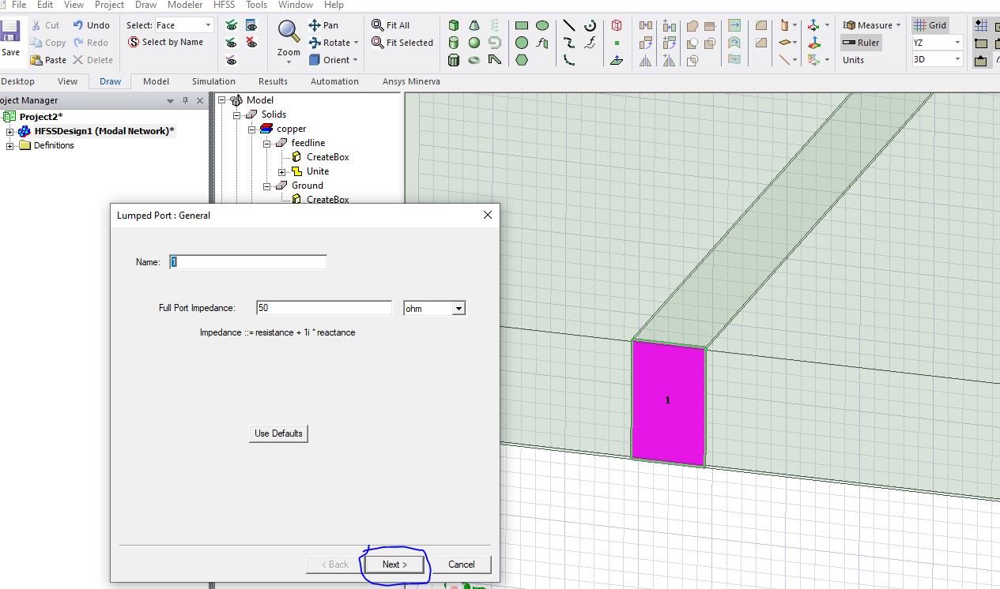 File Edit View Project Draw Modeler HFSS Tools Window Help
Save
Cut Undo
Copy Redo
Paste Delete
Select: Face
Select by Name
Zoom
Pan
Rotate
Orient
Fit All
Fit Selected
Measure
Ruler
Units
Grid
YZ
3D
Desktop View Draw Model Simulation Results Automation Ansys Minerva
oject Manager
Project2*
HFSSDesign1 (Modal Network)*
Definitions
Model
Solids
copper
feedline
CreateBox
Unite
Ground
CreateBox
Lumped Port : General
Name: 1
Full Port Impedance: 50 ohm
Impedance ::= resistance + 1i * reactance
Use Defaults
< Back Next > Cancel
1